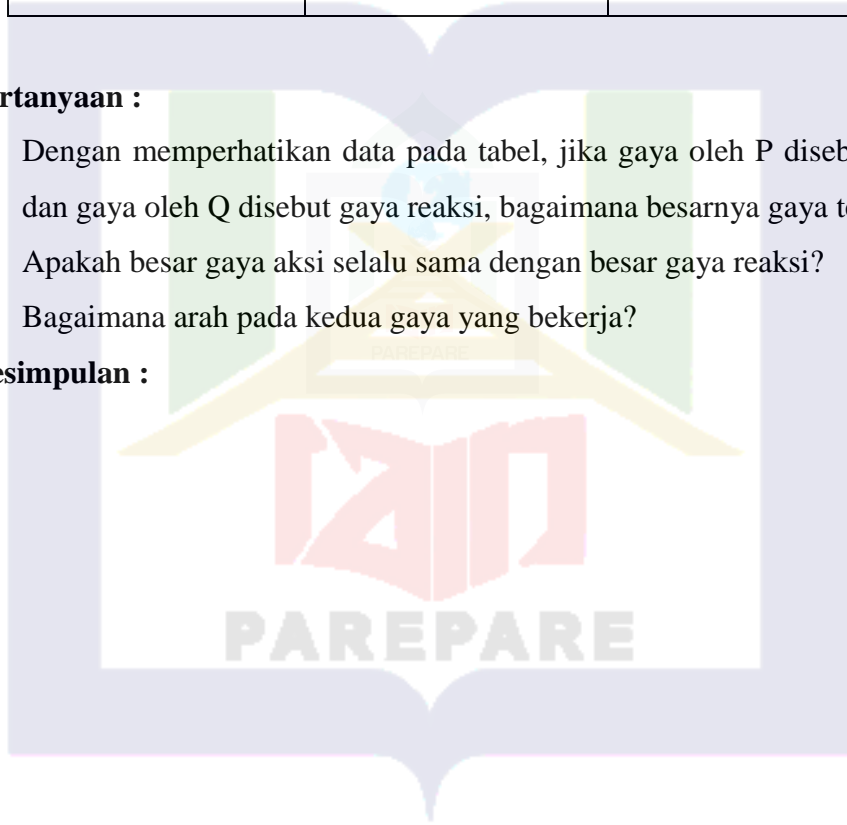 rtanyaan :
Dengan memperhatikan data pada tabel, jika gaya oleh P diseb
dan gaya oleh Q disebut gaya reaksi, bagaimana besarnya gaya te
Apakah besar gaya aksi selalu sama dengan besar gaya reaksi?
Bagaimana arah pada kedua gaya yang bekerja?
PAREPARE
esimpulan :
PAREPARE